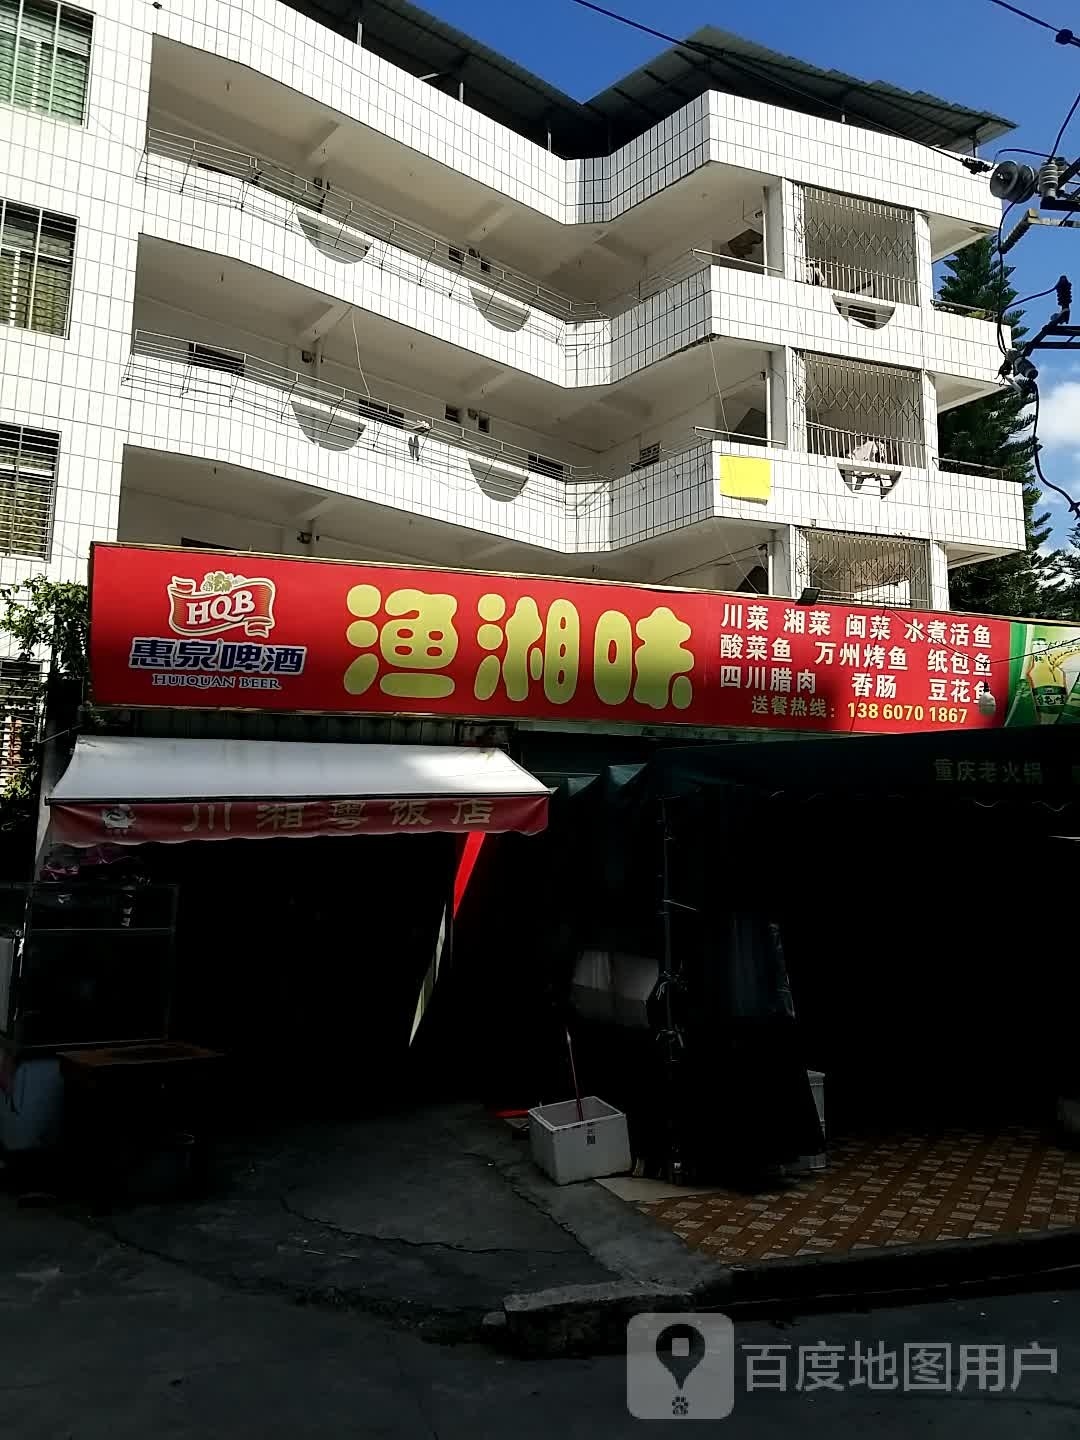 HQB
惠泉啤酒
HUIQUAN BEER
渔湘味
川菜 湘菜 闽菜 水煮活鱼
酸菜鱼 万州烤鱼 纸包鱼
四川腊肉 香肠 豆花鱼
送餐热线：138 6070 1867
重庆老火锅
川湘粤饭店
百度地图用户